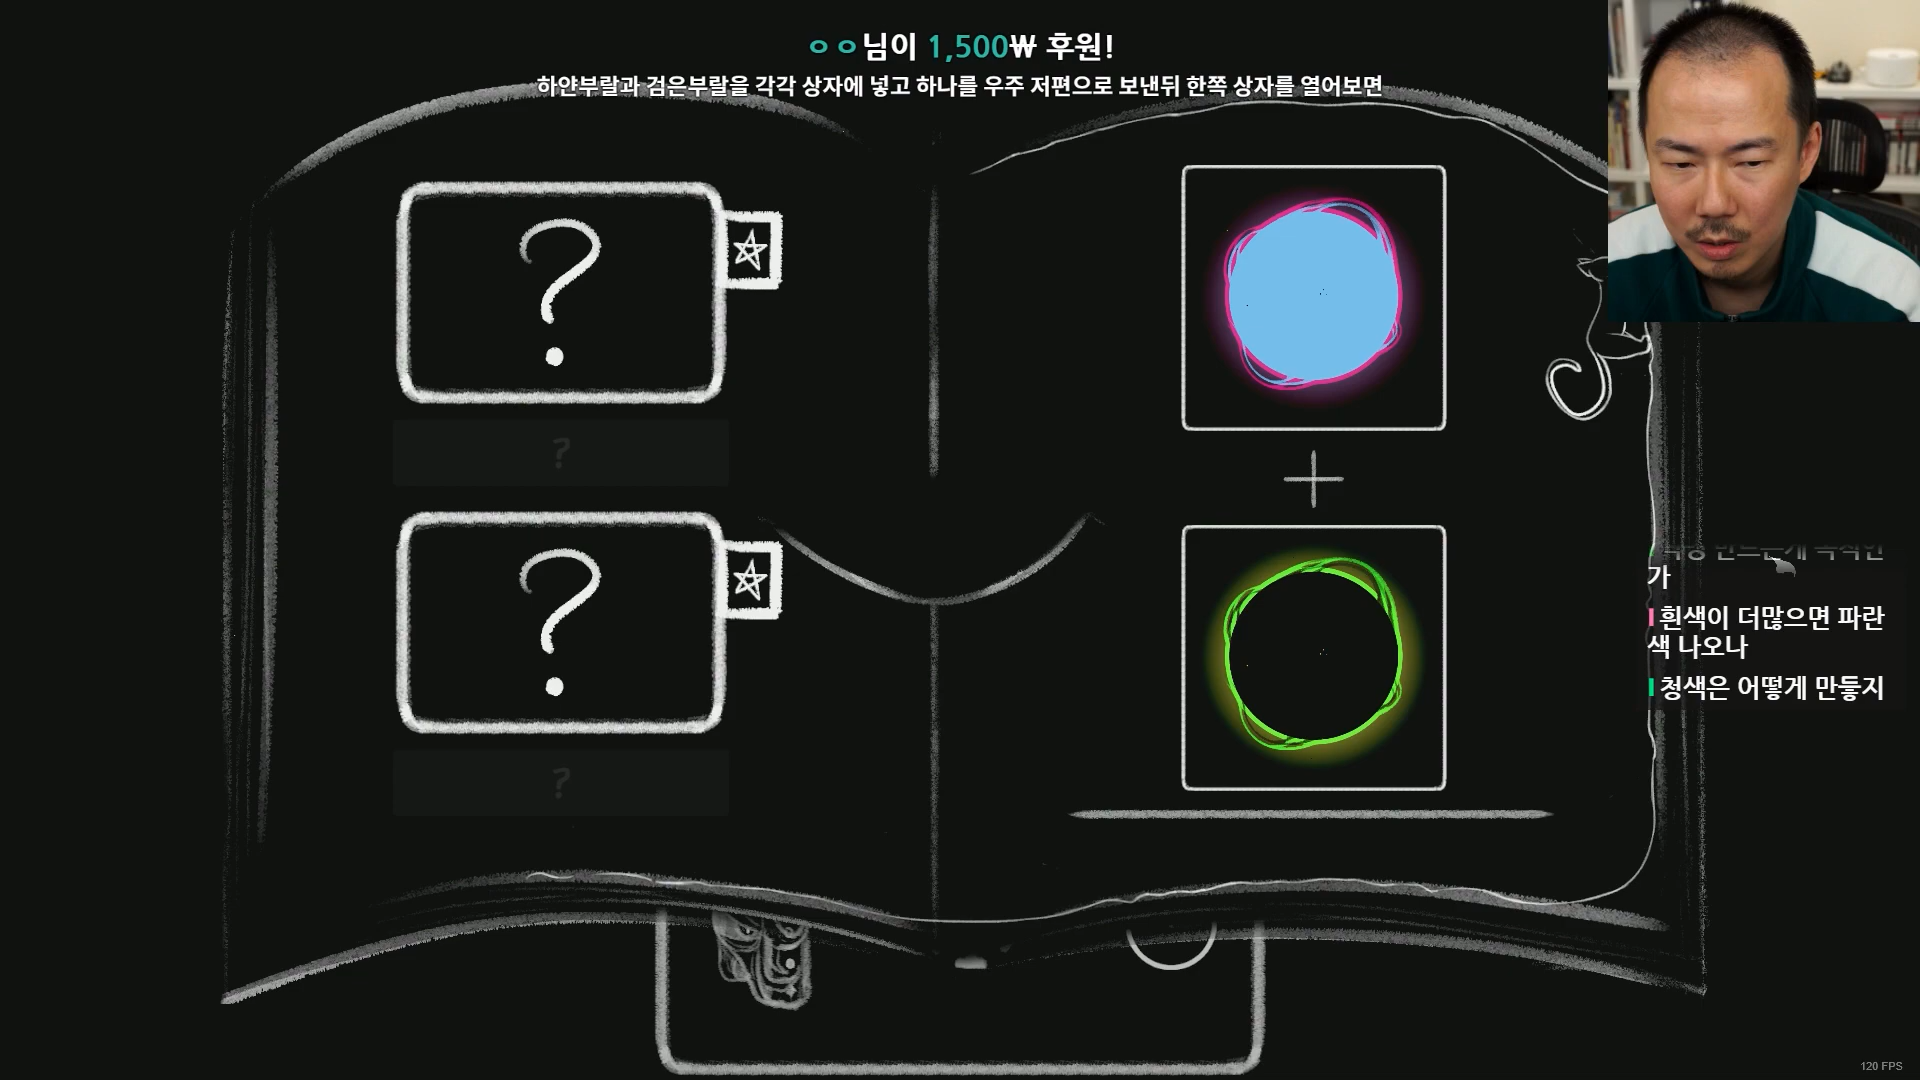 ㅇㅇ님이 1,500₩ 후원!
하얀부랄과 검은부랄을 각각 상자에 넣고 하나를 우주 저편으로 보낸뒤 한쪽 상자를 열어보면
?
?
?
?
가
흰색이 더많으면 파란
색 나오나
청색은 어떻게 만들지
120 FPS